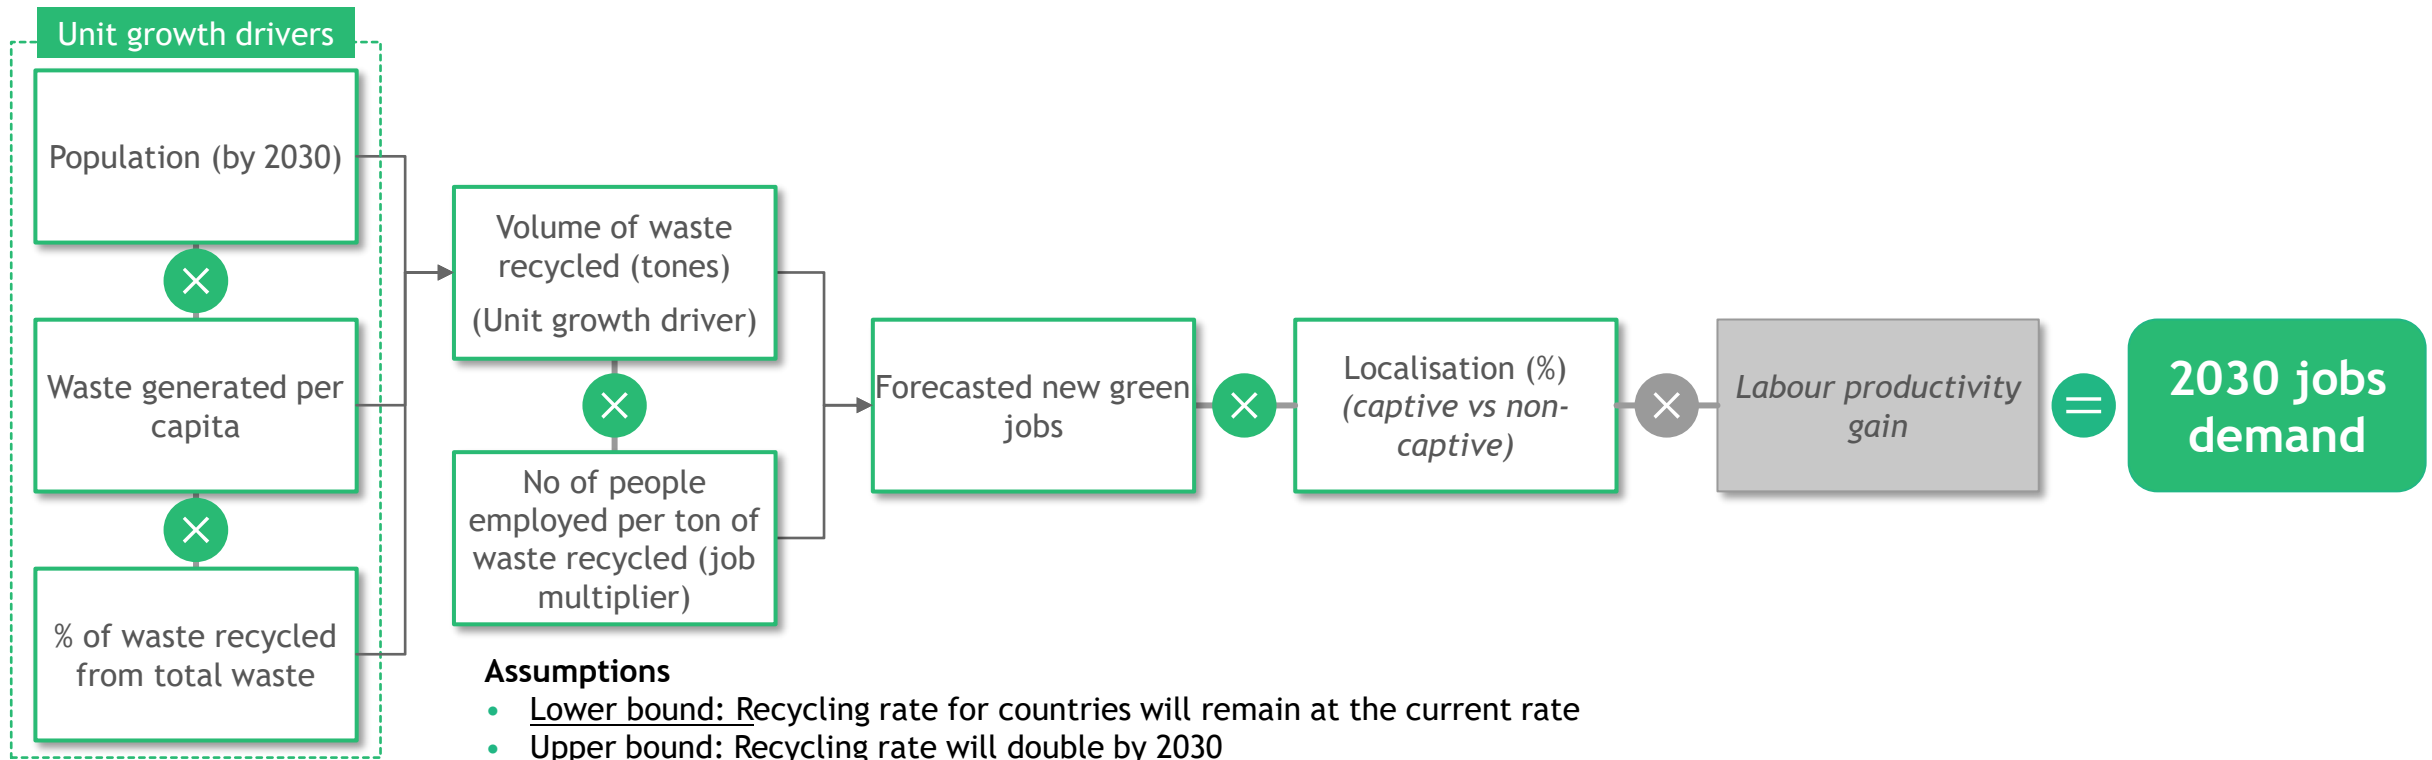 Unit growth drivers
Population (by 2030)
Waste generated per
capita
% of waste recycled
from total waste
Volume of waste
recycled (tones)
(Unit growth driver)
No of people
employed per ton of
waste recycled (job
multiplier)
Forecasted new green
jobs
Localisation (%)
(captive vs non-
captive)
Labour productivity
gain
2030 jobs
demand
Assumptions
• Lower bound: Recycling rate for countries will remain at the current rate
• Upper bound: Recycling rate will double by 2030